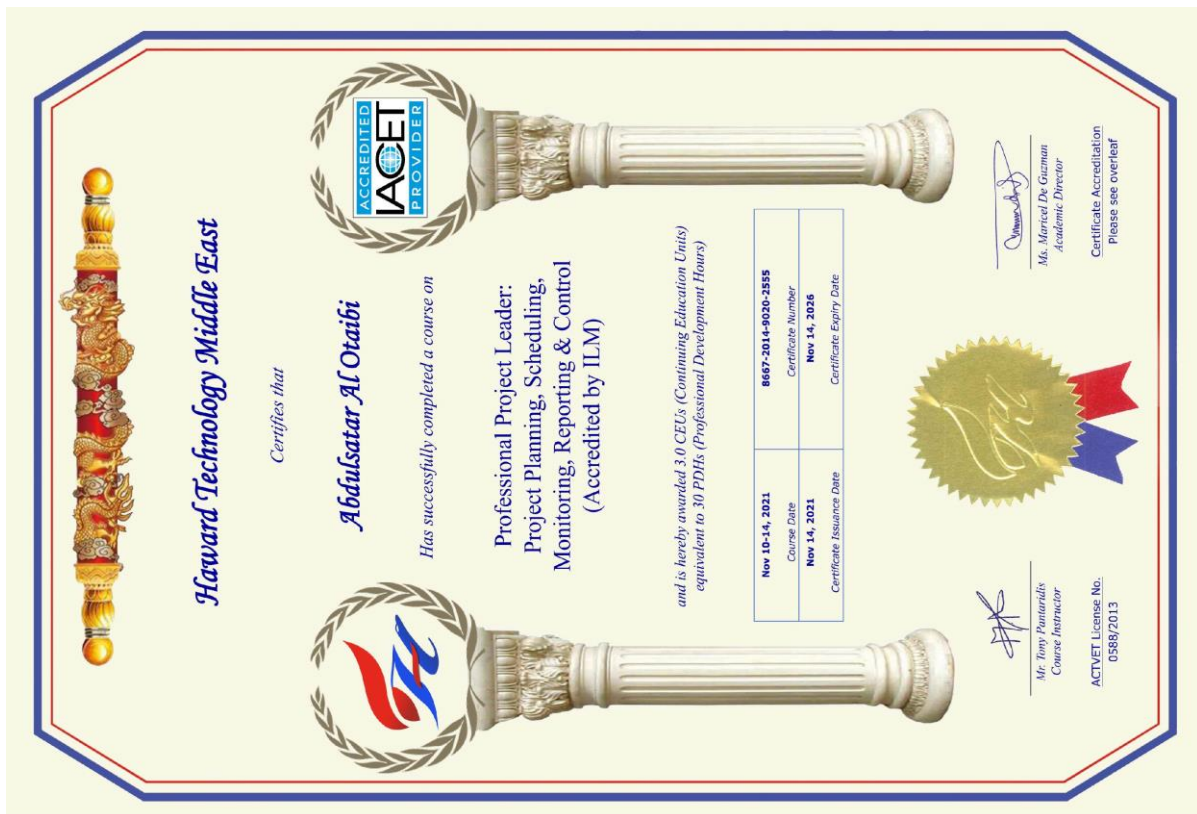 Haward Technology Middle East
Certifies that
ACCREDITED
IACET
PROVIDER
Abdulsatar Al Otaibi
Has successfully completed a course on
Professional Project Leader:
Project Planning, Scheduling,
Monitoring, Reporting & Control
(Accredited by ILM)
and is hereby awarded 3.0 CEUs (Continuing Education Units)
equivalent to 30 PDHs (Professional Development Hours)
Nov 10-14, 2021
Course Date
8667-2014-9020-2555
Certificate Number
Nov 14, 2021
Certificate Issuance Date
Nov 14, 2026
Certificate Expiry Date
Mr. Tony Puntaridis
Course Instructor
Ms. Maricel De Guzman
Academic Director
ACTVET License No.
0588/2013
Certificate Accreditation
Please see overleaf